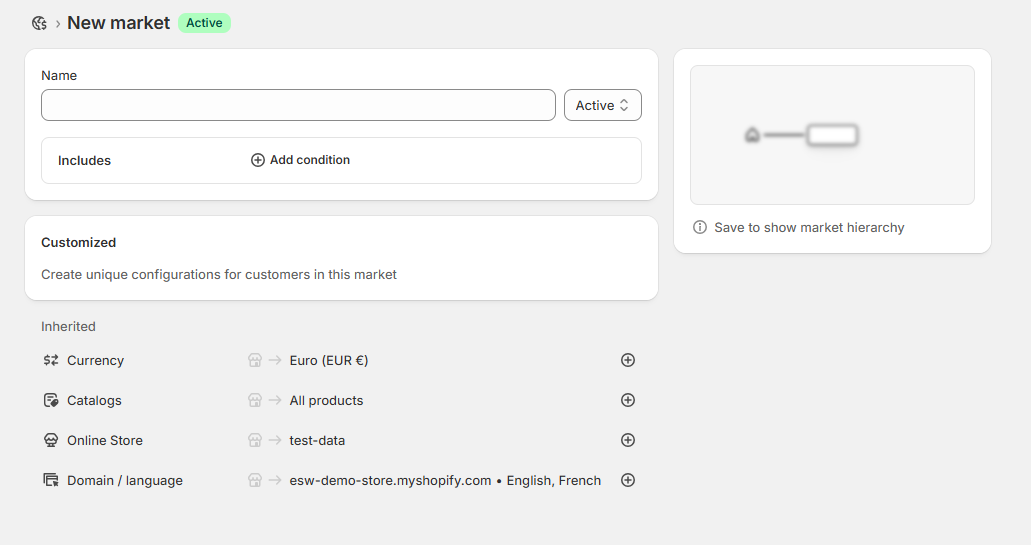 › New market Active
Name
Active
Includes Add condition
Save to show market hierarchy
Customized
Create unique configurations for customers in this market
Inherited
Currency → Euro (EUR €)
Catalogs → All products
Online Store → test-data
Domain / language → esw-demo-store.myshopify.com • English, French